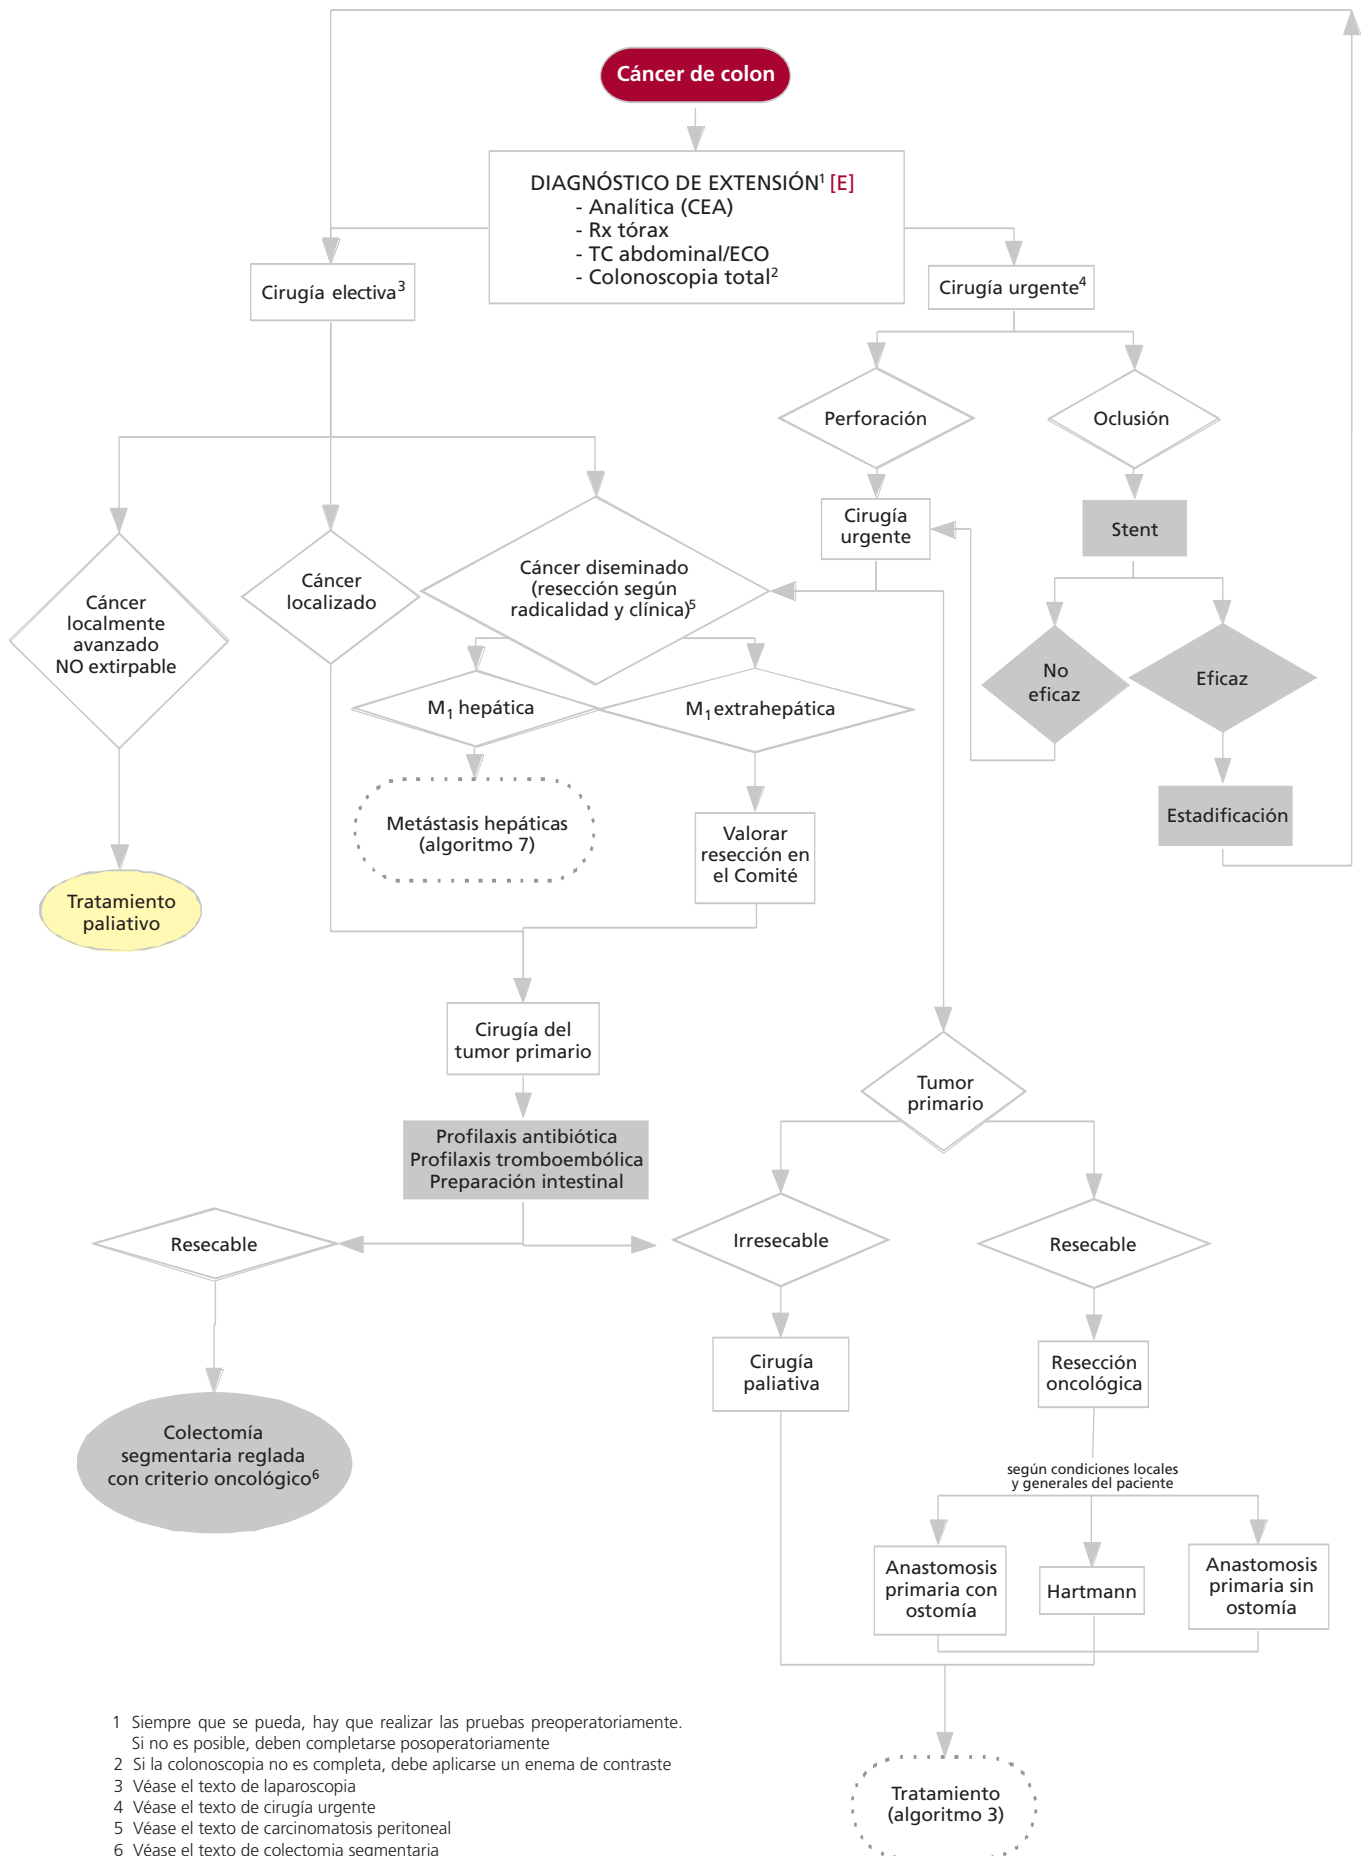 Cáncer de colon
DIAGNÓSTICO DE EXTENSIÓN¹ [E]
- Analítica (CEA)
- Rx tórax
- TC abdominal/ECO
- Colonoscopia total²
Cirugía electiva³
Cirugía urgente⁴
Perforación
Oclusión
Cirugía
urgente
Stent
Cáncer
localmente
avanzado
NO extirpable
Cáncer
localizado
Cáncer diseminado
(resección según
radicalidad y clínica)⁵
No
eficaz
Eficaz
M₁ hepática
M₁ extrahepática
Metástasis hepáticas
(algoritmo 7)
Valorar
resección en
el Comité
Estadificación
Tratamiento
paliativo
Cirugía del
tumor primario
Tumor
primario
Profilaxis antibiótica
Profilaxis tromboembólica
Preparación intestinal
Resecable
Irresecable
Resecable
Cirugía
paliativa
Resección
oncológica
Colectomía
segmentaria reglada
con criterio oncológico⁶
según condiciones locales
y generales del paciente
Anastomosis
primaria con
ostomía
Hartmann
Anastomosis
primaria sin
ostomía
1 Siempre que se pueda, hay que realizar las pruebas preoperatoriamente.
Si no es posible, deben completarse posoperatoriamente
2 Si la colonoscopia no es completa, debe aplicarse un enema de contraste
3 Véase el texto de laparoscopia
4 Véase el texto de cirugía urgente
5 Véase el texto de carcinomatosis peritoneal
6 Véase el texto de colectomia segmentaria
Tratamiento
(algoritmo 3)